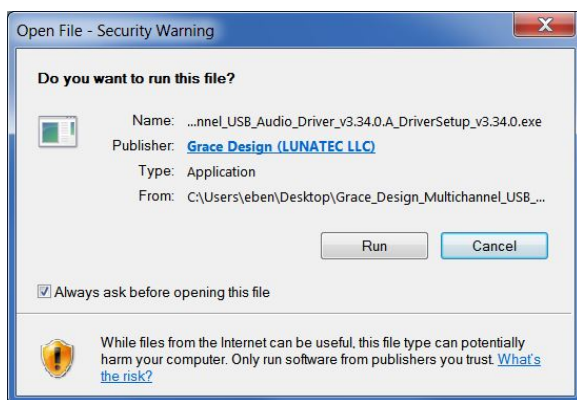 Open File - Security Warning
Do you want to run this file?
Name: ...nnel_USB_Audio_Driver_v3.34.0.A_DriverSetup_v3.34.0.exe
Publisher: Grace Design (LUNATEC LLC)
Type: Application
From: C:\Users\eben\Desktop\Grace_Design_Multichannel_USB_...
Run Cancel
Always ask before opening this file
While files from the Internet can be useful, this file type can potentially
harm your computer. Only run software from publishers you trust. What's
the risk?